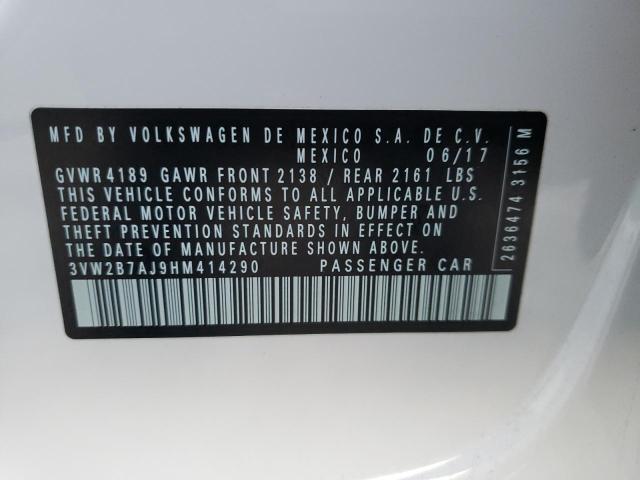 MFD BY VOLKSWAGEN DE MEXICO S.A. DE C.V.
MEXICO 06/17
GVWR 4189 GAWR FRONT 2138 / REAR 2161 LBS
THIS VEHICLE CONFORMS TO ALL APPLICABLE U.S.
FEDERAL MOTOR VEHICLE SAFETY, BUMPER AND
THEFT PREVENTION STANDARDS IN EFFECT ON
THE DATE OF MANUFACTURE SHOWN ABOVE.
3VW2B7AJ9HM414290 PASSENGER CAR
2636474 3156 M